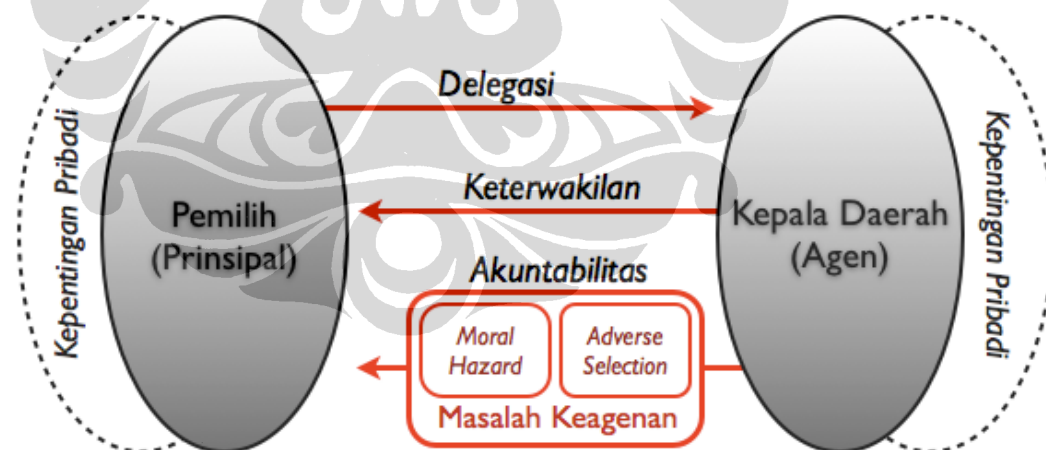 Kepentingan Pribadi
Pemilih
(Prinsipal)
Delegasi
Keterwakilan
Akuntabilitas
Moral
Hazard
Adverse
Selection
Masalah Keagenan
Kepala Daerah
(Agen)
Kepentingan Pribadi